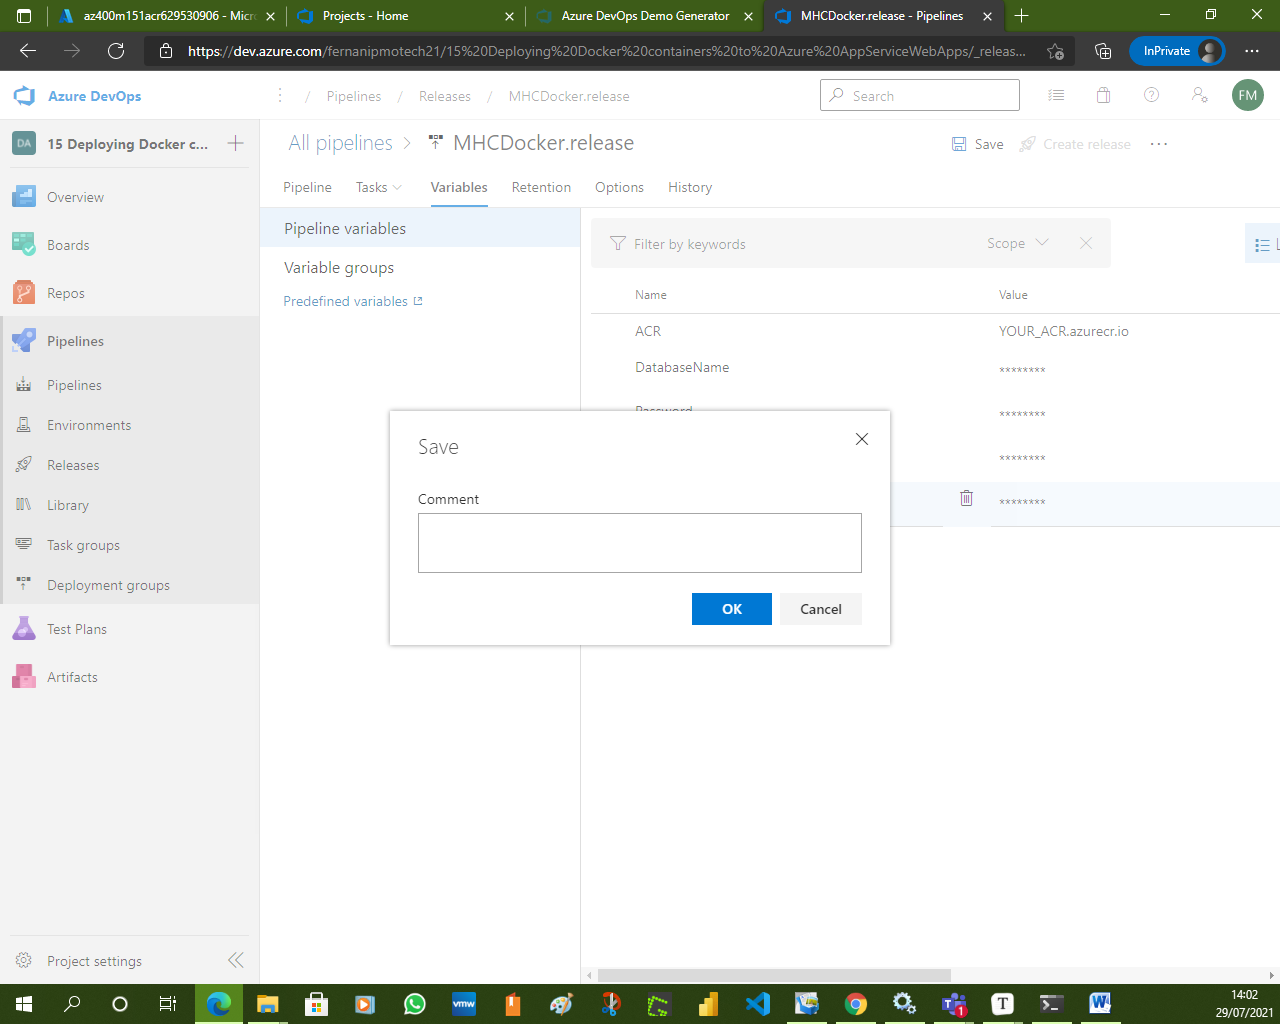 az400m151acr629530906 - Micr
Projects - Home
Azure DevOps Demo Generator
MHCDocker.release - Pipelines
https://dev.azure.com/fernanipmotech21/15%20Deploying%20Docker%20containers%20to%20Azure%20AppServiceWebApps/_releas...
InPrivate
Azure DevOps
/ Pipelines / Releases / MHCDocker.release
Search
FM
DA 15 Deploying Docker c...
All pipelines > MHCDocker.release
Save
Create release
Pipeline
Tasks
Variables
Retention
Options
History
Overview
Boards
Repos
Pipelines
Pipelines
Environments
Releases
Library
Task groups
Deployment groups
Test Plans
Artifacts
Project settings
Pipeline variables
Variable groups
Predefined variables
Filter by keywords
Scope
L
Name Value
ACR YOUR_ACR.azurecr.io
DatabaseName ********
Password ********
********
********
Save
Comment
OK
Cancel
vmw
1
T
14:02
29/07/2021